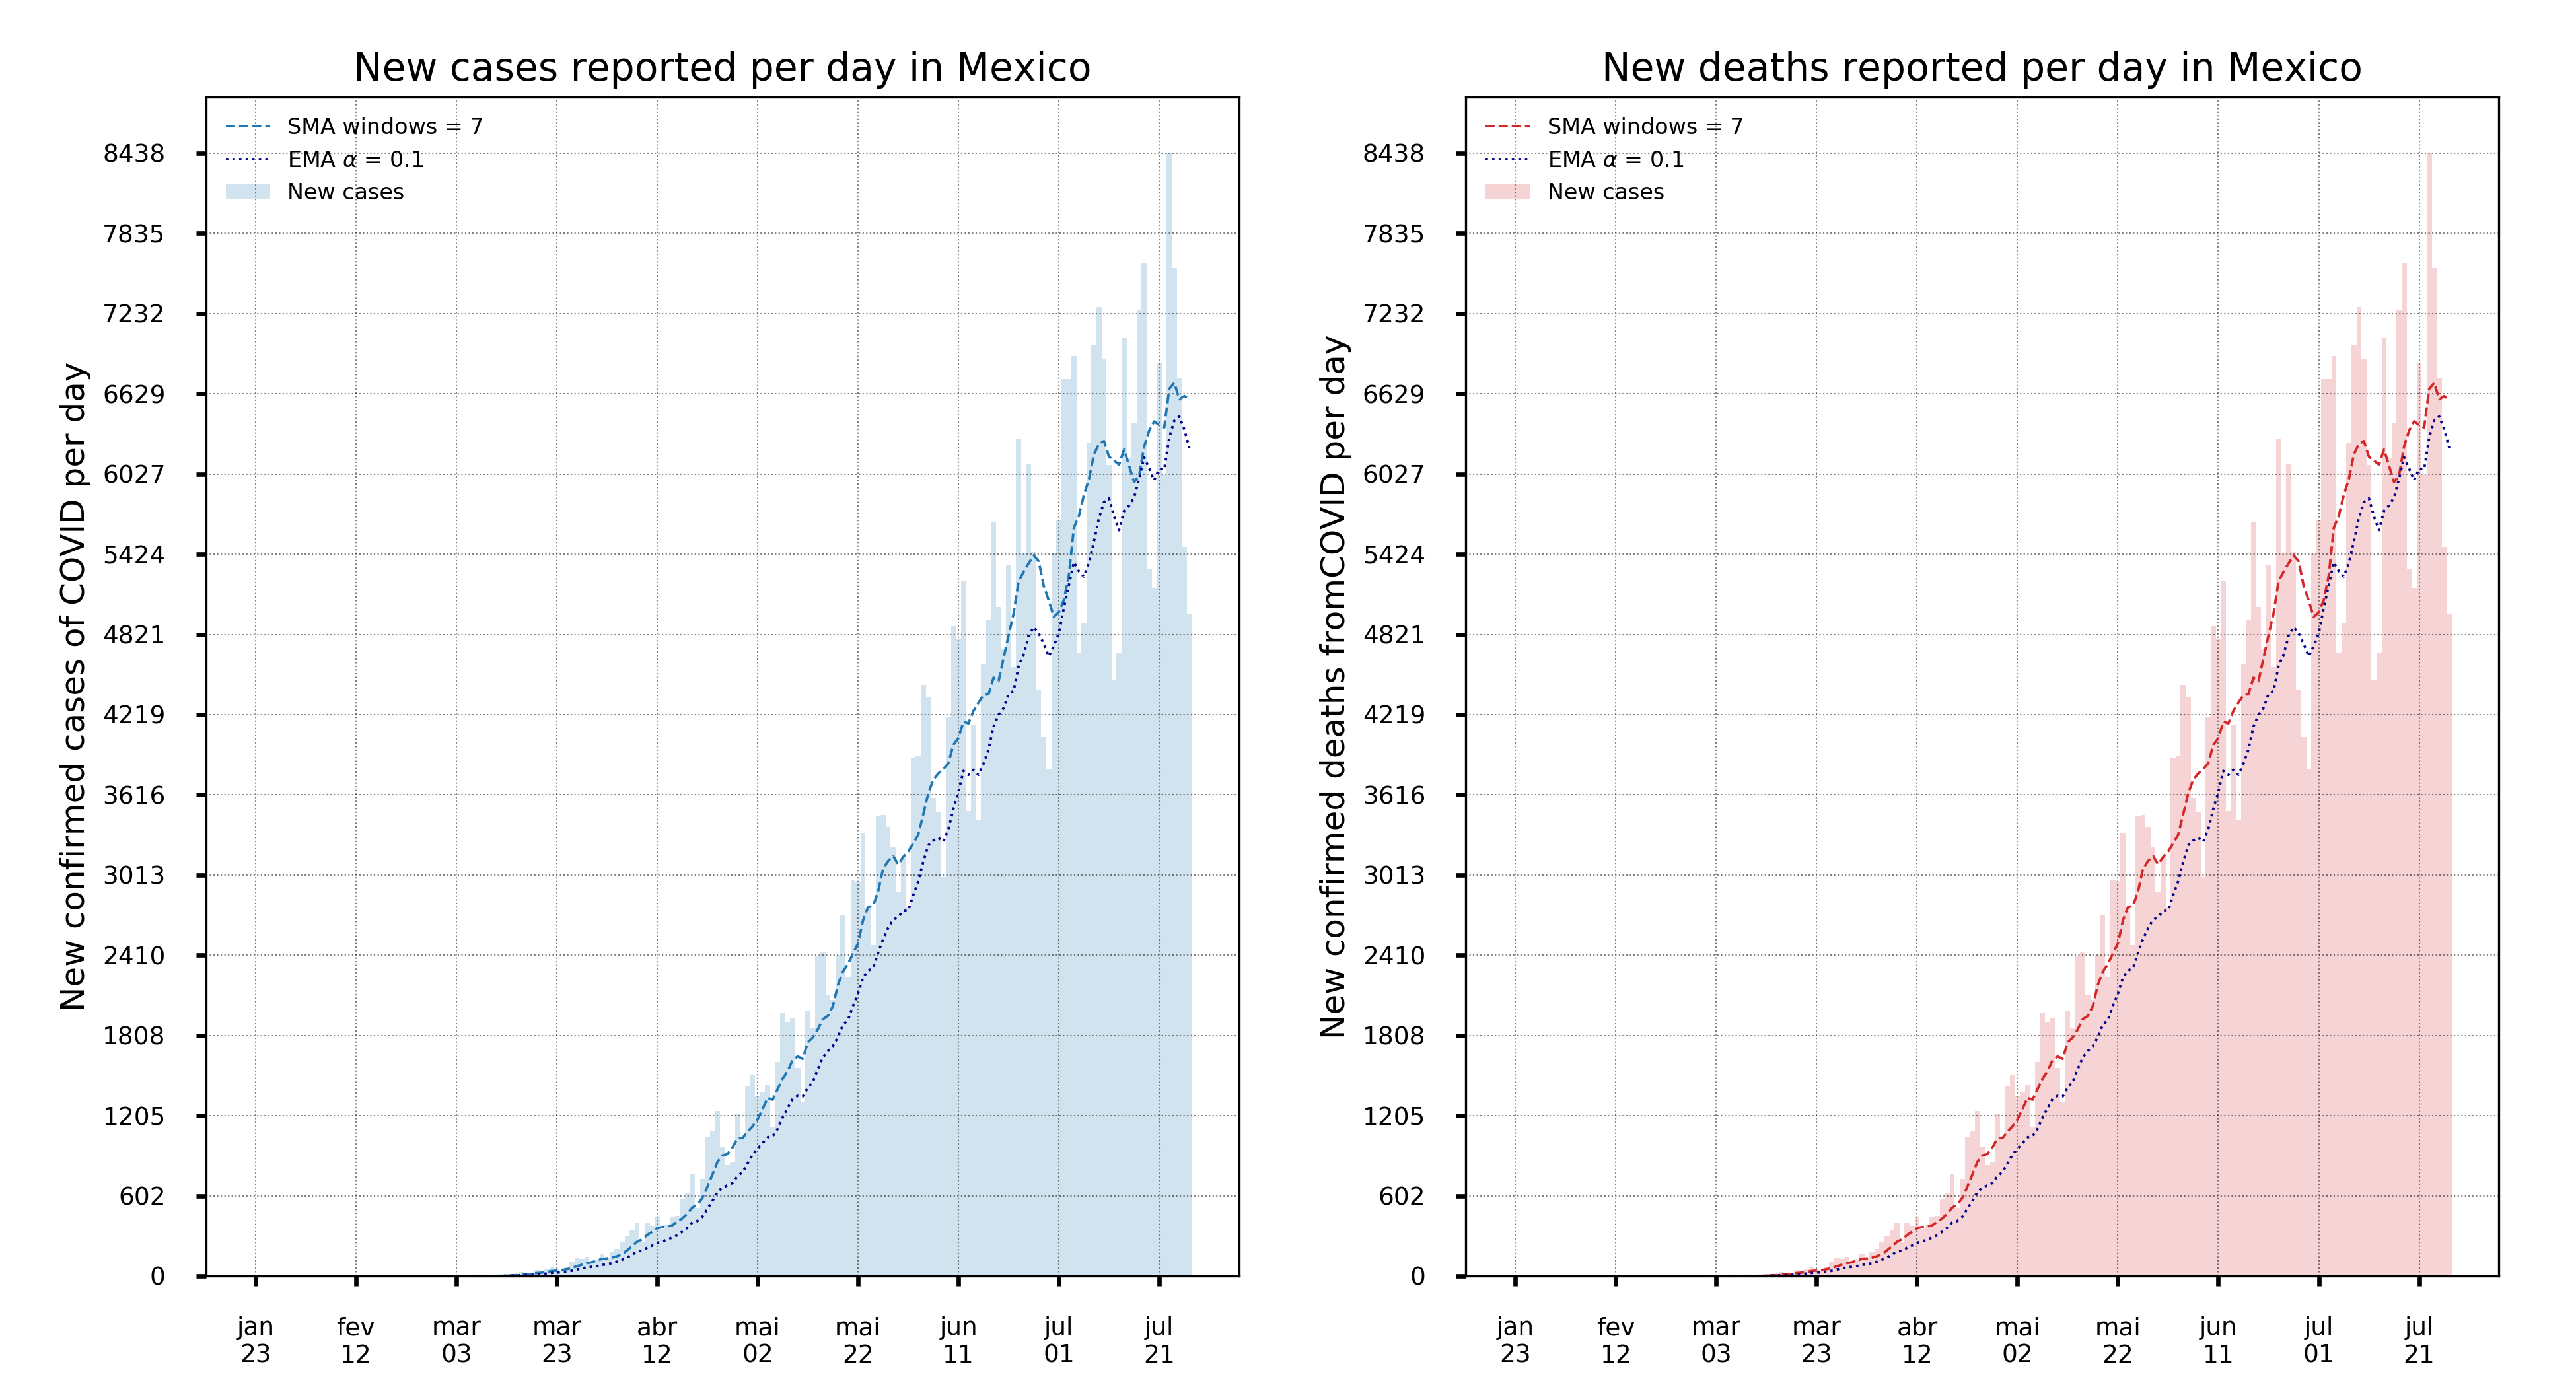 New cases reported per day in Mexico
SMA windows = 7
EMA α = 0.1
New cases
New confirmed cases of COVID per day
8438
7835
7232
6629
6027
5424
4821
4219
3616
3013
2410
1808
1205
602
0
jan 23
fev 12
mar 03
mar 23
abr 12
mai 02
mai 22
jun 11
jul 01
jul 21
New deaths reported per day in Mexico
SMA windows = 7
EMA α = 0.1
New cases
New confirmed deaths fromCOVID per day
8438
7835
7232
6629
6027
5424
4821
4219
3616
3013
2410
1808
1205
602
0
jan 23
fev 12
mar 03
mar 23
abr 12
mai 02
mai 22
jun 11
jul 01
jul 21